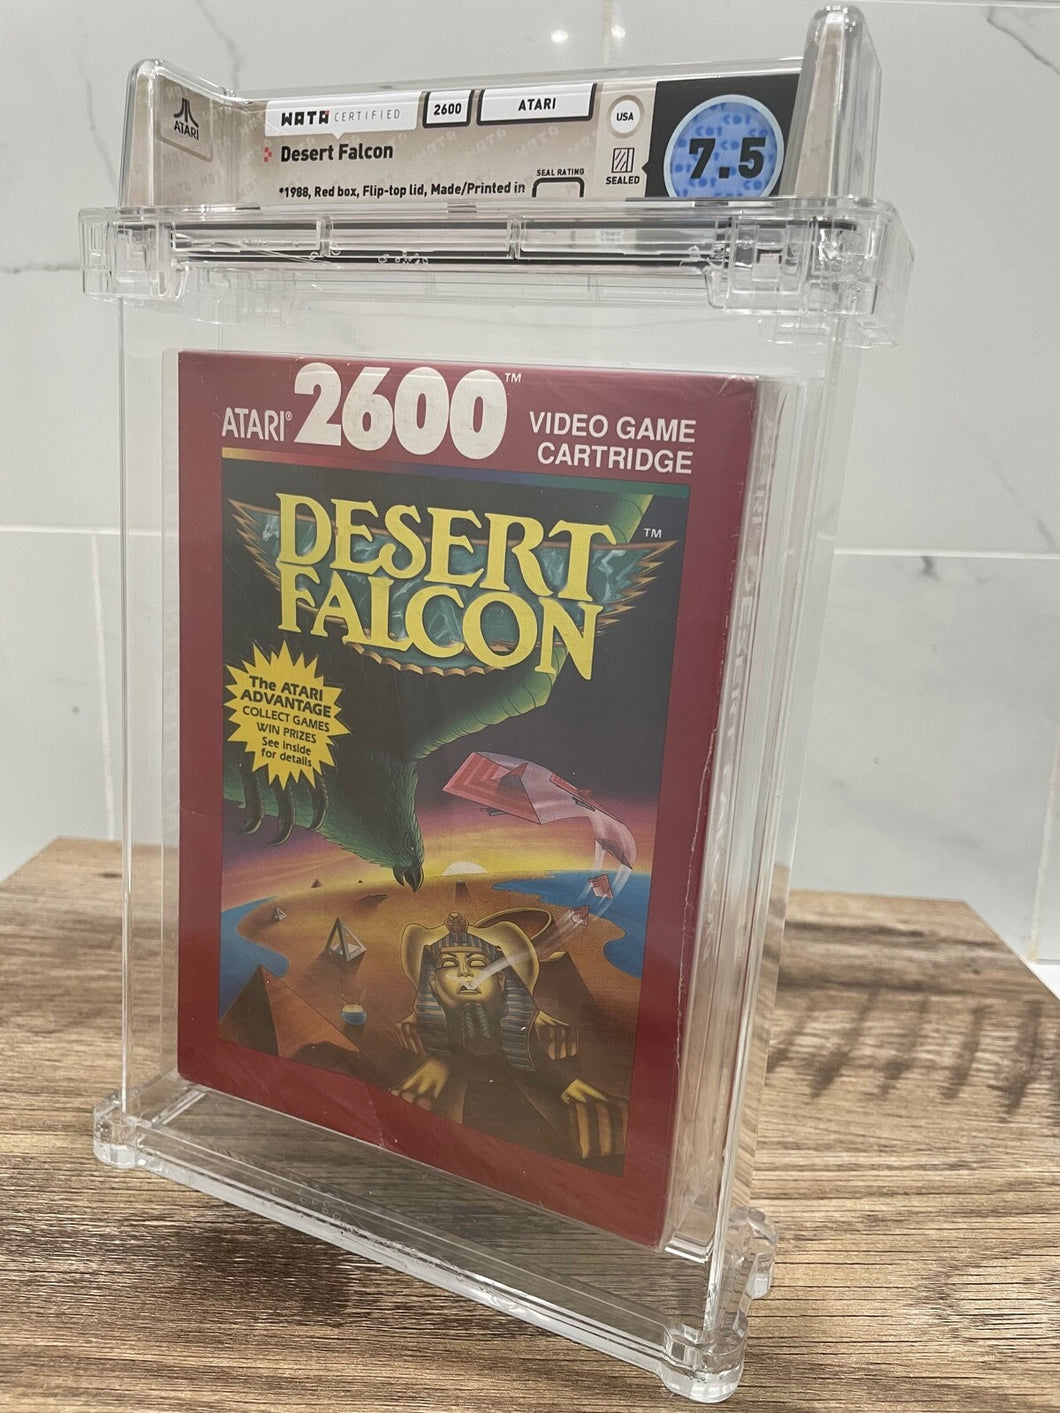 ATARI
WATA CERTIFIED
2600
ATARI
USA
Desert Falcon
*1988, Red box, Flip-top lid, Made/Printed in
SEAL RATING
SEALED
7.5
ATARI® 2600™
VIDEO GAME
CARTRIDGE
DESERT
FALCON
™
The ATARI
ADVANTAGE
COLLECT GAMES
WIN PRIZES
See inside
for details